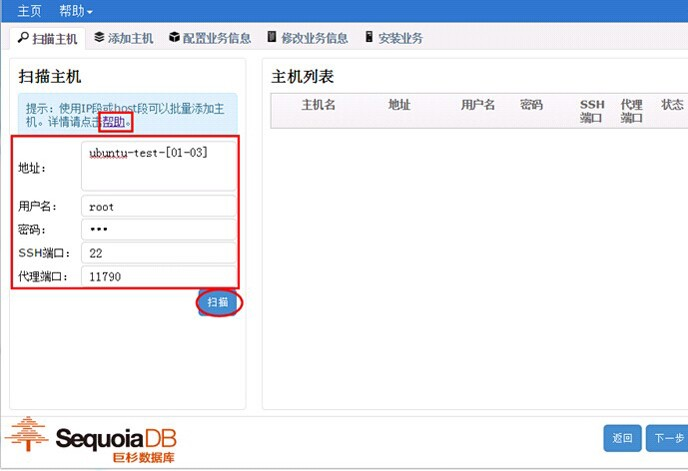 主页 帮助
扫描主机 添加主机 配置业务信息 修改业务信息 安装业务
扫描主机
提示：使用IP段或host段可以批量添加主
机。详情请点击帮助。
地址： ubuntu-test-[01-03]
用户名： root
密码： •••
SSH端口： 22
代理端口： 11790
扫描
主机列表
主机名 地址 用户名 密码 SSH端口 代理端口 状态
SequoiaDB
巨杉数据库
返回 下一步